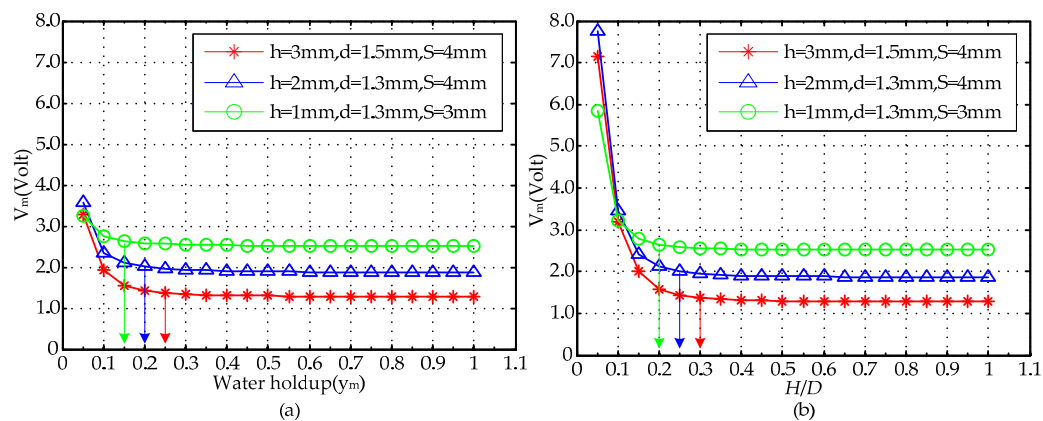 8.0
7.0
6.0
5.0
4.0
3.0
2.0
1.0
0
Vm(Volt)
h=3mm,d=1.5mm,S=4mm
h=2mm,d=1.3mm,S=4mm
h=1mm,d=1.3mm,S=3mm
0 0.1 0.2 0.3 0.4 0.5 0.6 0.7 0.8 0.9 1 1.1
Water holdup(ym)
(a)
8.0
7.0
6.0
5.0
4.0
3.0
2.0
1.0
0
Vm(Volt)
h=3mm,d=1.5mm,S=4mm
h=2mm,d=1.3mm,S=4mm
h=1mm,d=1.3mm,S=3mm
0 0.1 0.2 0.3 0.4 0.5 0.6 0.7 0.8 0.9 1 1.1
H/D
(b)